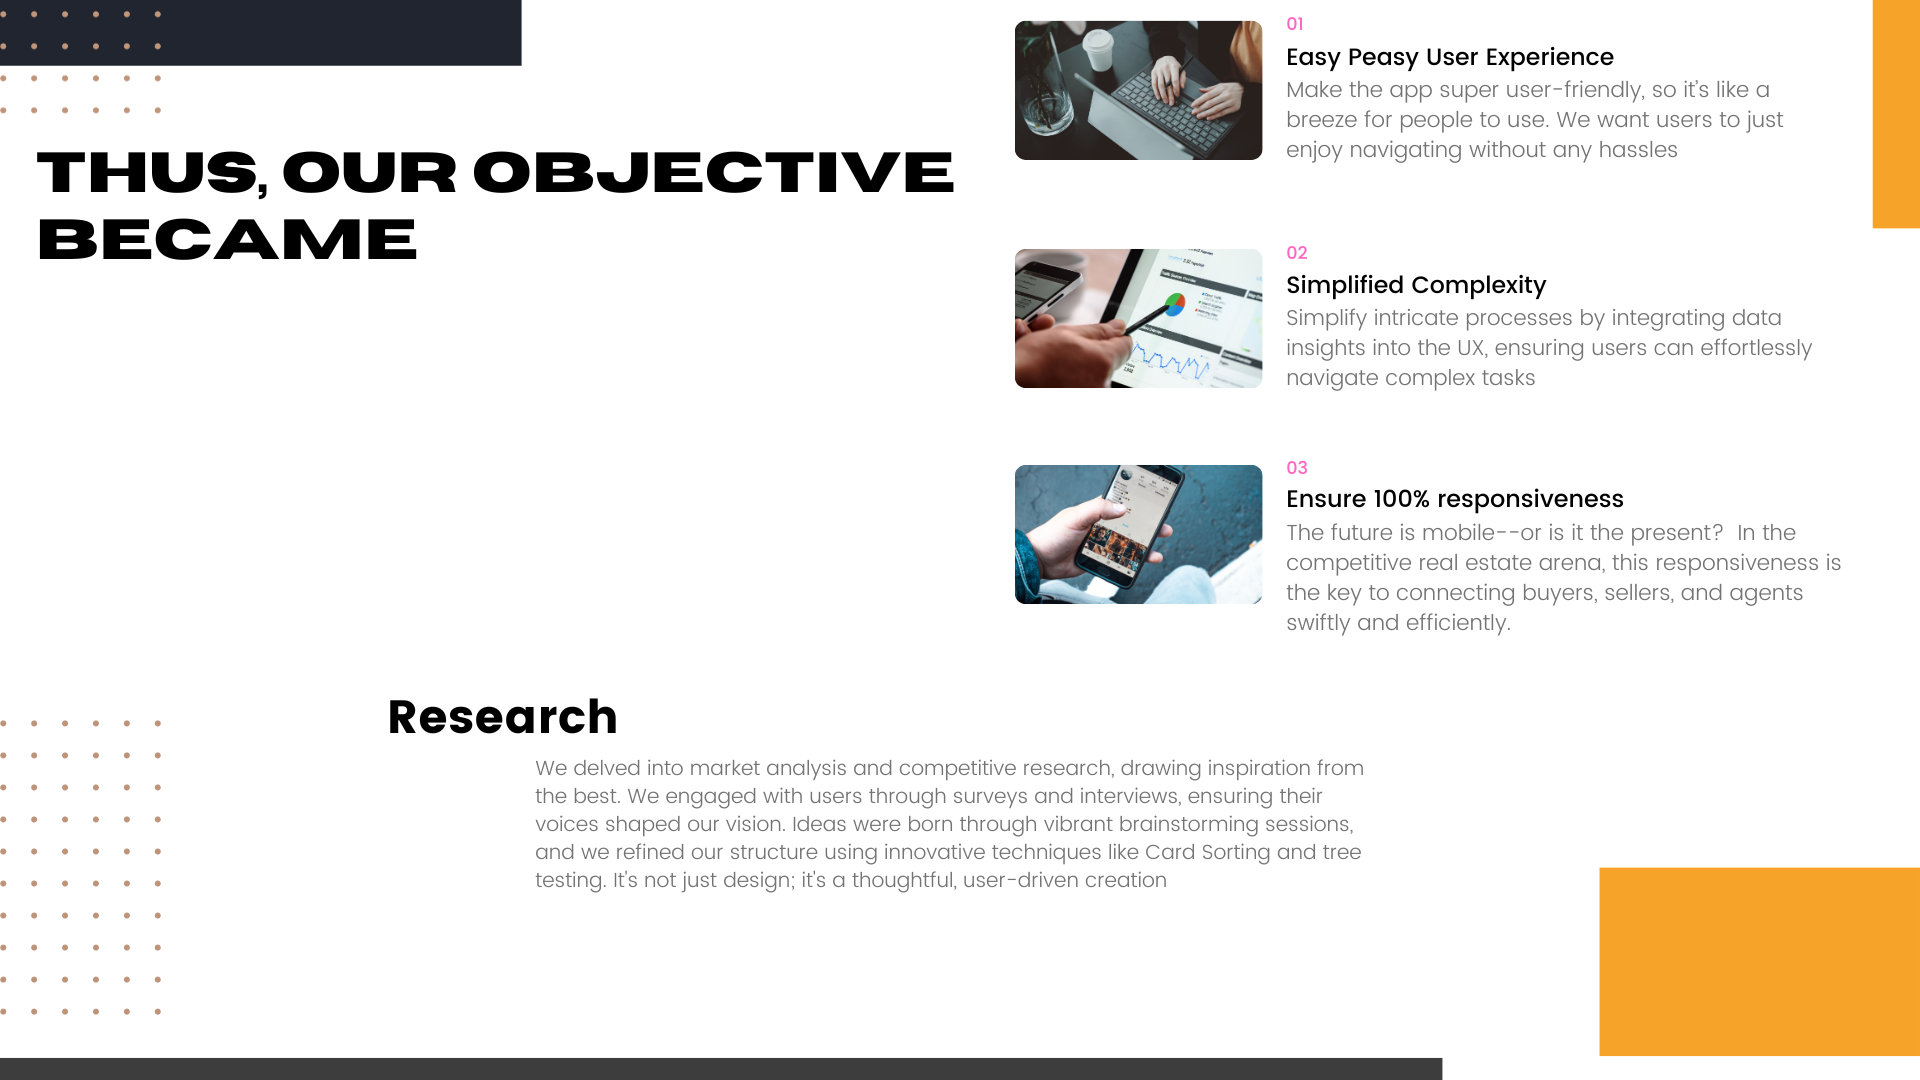 THUS, OUR OBJECTIVE
BECAME
01
Easy Peasy User Experience
Make the app super user-friendly, so it’s like a
breeze for people to use. We want users to just
enjoy navigating without any hassles
02
Simplified Complexity
Simplify intricate processes by integrating data
insights into the UX, ensuring users can effortlessly
navigate complex tasks
03
Ensure 100% responsiveness
The future is mobile--or is it the present?  In the
competitive real estate arena, this responsiveness is
the key to connecting buyers, sellers, and agents
swiftly and efficiently.
Research
We delved into market analysis and competitive research, drawing inspiration from
the best. We engaged with users through surveys and interviews, ensuring their
voices shaped our vision. Ideas were born through vibrant brainstorming sessions,
and we refined our structure using innovative techniques like Card Sorting and tree
testing. It's not just design; it's a thoughtful, user-driven creation